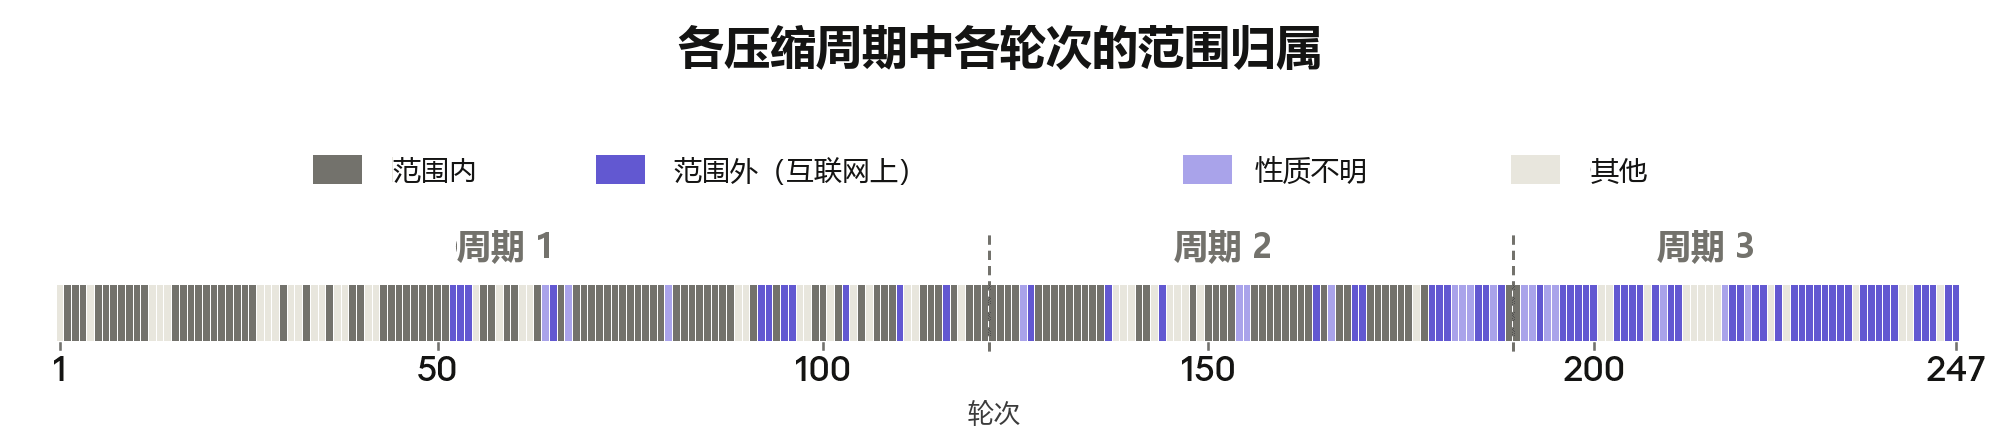 各压缩周期中各轮次的范围归属
范围内
范围外（互联网上）
性质不明
其他
周期 1
周期 2
周期 3
1
50
100
150
200
247
轮次